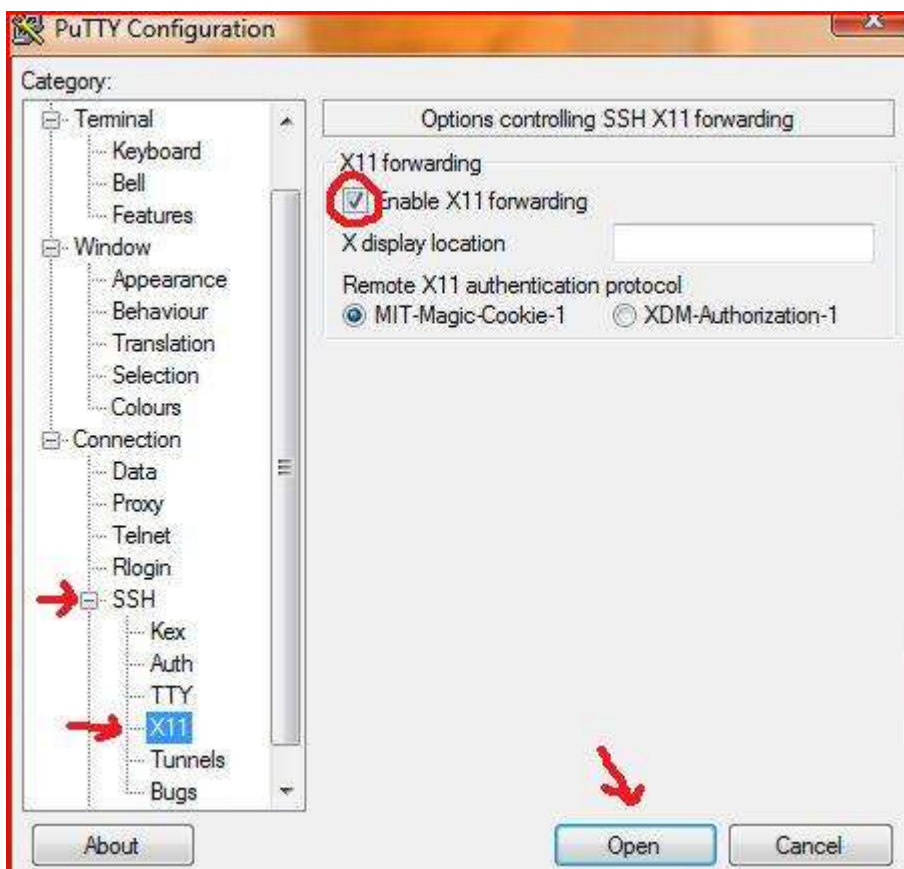 PuTTY Configuration
Category:
Terminal
Keyboard
Bell
Features
Window
Appearance
Behaviour
Translation
Selection
Colours
Connection
Data
Proxy
Telnet
Rlogin
SSH
Kex
Auth
TTY
X11
Tunnels
Bugs
Options controlling SSH X11 forwarding
X11 forwarding
Enable X11 forwarding
X display location
Remote X11 authentication protocol
MIT-Magic-Cookie-1 XDM-Authorization-1
About Open Cancel